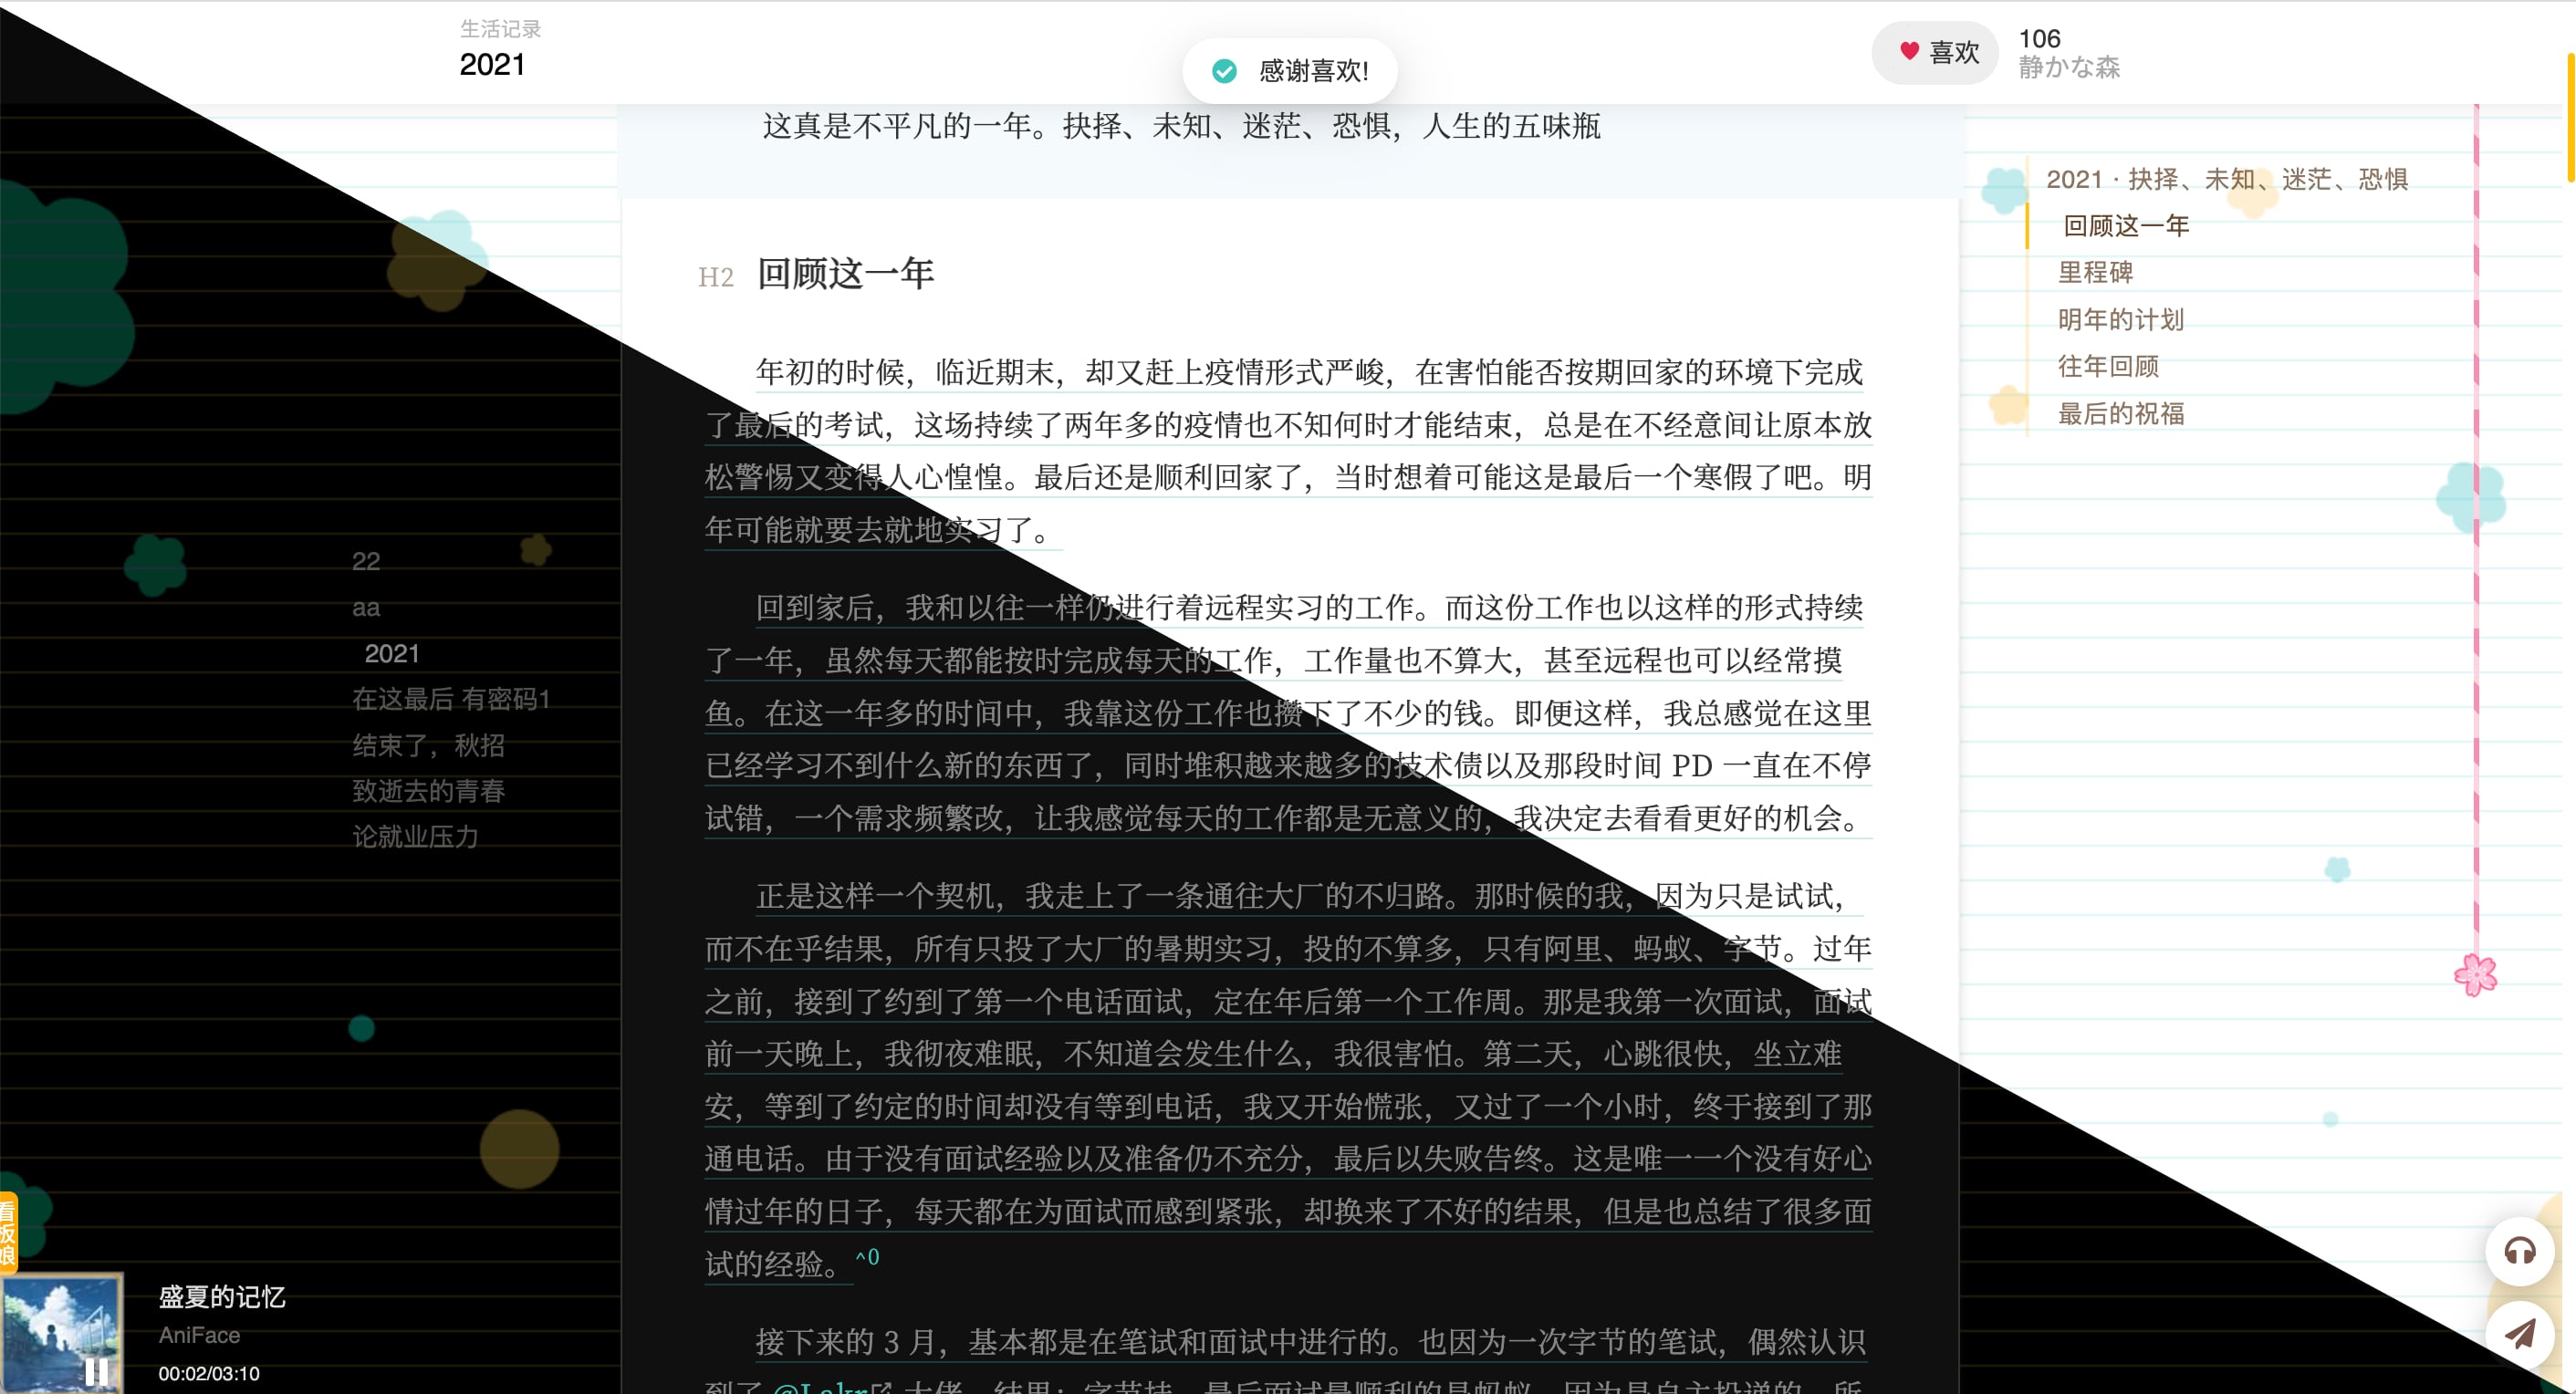 生活记录
2021
感谢喜欢!
喜欢
106
静かな森
这真是不平凡的一年。抉择、未知、迷茫、恐惧，人生的五味瓶
2021 · 抉择、未知、迷茫、恐惧
回顾这一年
里程碑
明年的计划
往年回顾
最后的祝福
H2 回顾这一年
年初的时候，临近期末，却又赶上疫情形式严峻，在害怕能否按期回家的环境下完成
了最后的考试，这场持续了两年多的疫情也不知何时才能结束，总是在不经意间让原本放
松警惕又变得人心惶惶。最后还是顺利回家了，当时想着可能这是最后一个寒假了吧。明
年可能就要去就地实习了。
回到家后，我和以往一样仍进行着远程实习的工作。而这份工作也以这样的形式持续
了一年，虽然每天都能按时完成每天的工作，工作量也不算大，甚至远程也可以经常摸
鱼。在这一年多的时间中，我靠这份工作也攒下了不少的钱。即便这样，我总感觉在这里
已经学习不到什么新的东西了，同时堆积越来越多的技术债以及那段时间 PD 一直在不停
试错，一个需求频繁改，让我感觉每天的工作都是无意义的，我决定去看看更好的机会。
正是这样一个契机，我走上了一条通往大厂的不归路。那时候的我，因为只是试试，
而不在乎结果，所有只投了大厂的暑期实习，投的不算多，只有阿里、蚂蚁、字节。过年
之前，接到了约到了第一个电话面试，定在年后第一个工作周。那是我第一次面试，面试
前一天晚上，我彻夜难眠，不知道会发生什么，我很害怕。第二天，心跳很快，坐立难
安，等到了约定的时间却没有等到电话，我又开始慌张，又过了一个小时，终于接到了那
通电话。由于没有面试经验以及准备仍不充分，最后以失败告终。这是唯一一个没有好心
情过年的日子，每天都在为面试而感到紧张，却换来了不好的结果，但是也总结了很多面
试的经验。^0
接下来的 3 月，基本都是在笔试和面试中进行的。也因为一次字节的笔试，偶然认识
到了 @Lakr 大佬。结果：字节挂，最后面试最顺利的是蚂蚁，因为是自主投递的，所
22
aa
2021
在这最后 有密码1
结束了，秋招
致逝去的青春
论就业压力
看板娘
盛夏的记忆
AniFace
00:02/03:10